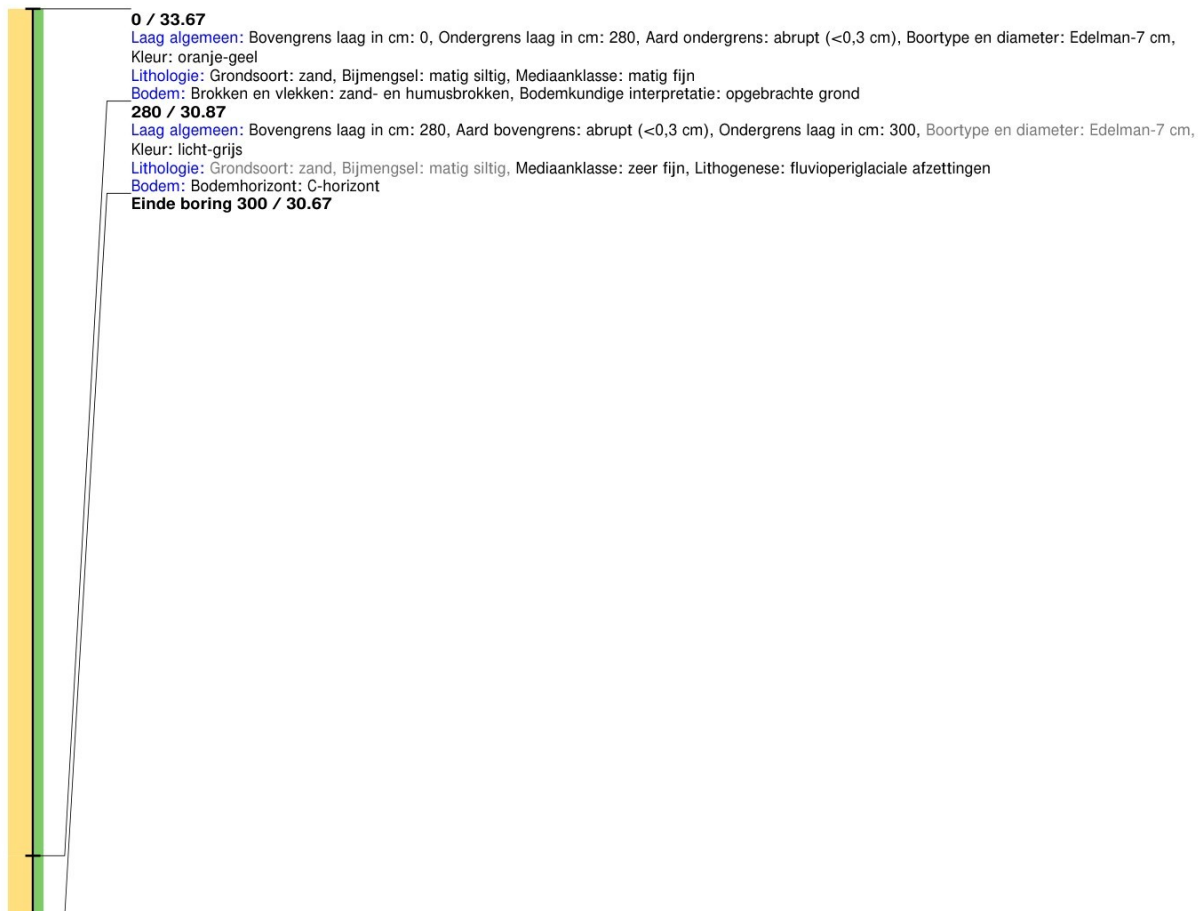 0 / 33.67
Laag algemeen: Bovengrens laag in cm: 0, Ondergrens laag in cm: 280, Aard ondergrens: abrupt (<0,3 cm), Boortype en diameter: Edelman-7 cm,
Kleur: oranje-geel
Lithologie: Grondsoort: zand, Bijmengsel: matig siltig, Mediaanklasse: matig fijn
Bodem: Brokken en vlekken: zand- en humusbrokken, Bodemkundige interpretatie: opgebrachte grond
280 / 30.87
Laag algemeen: Bovengrens laag in cm: 280, Aard bovengrens: abrupt (<0,3 cm), Ondergrens laag in cm: 300, Boortype en diameter: Edelman-7 cm,
Kleur: licht-grijs
Lithologie: Grondsoort: zand, Bijmengsel: matig siltig, Mediaanklasse: zeer fijn, Lithogenese: fluvioperiglaciale afzettingen
Bodem: Bodemhorizont: C-horizont
Einde boring 300 / 30.67